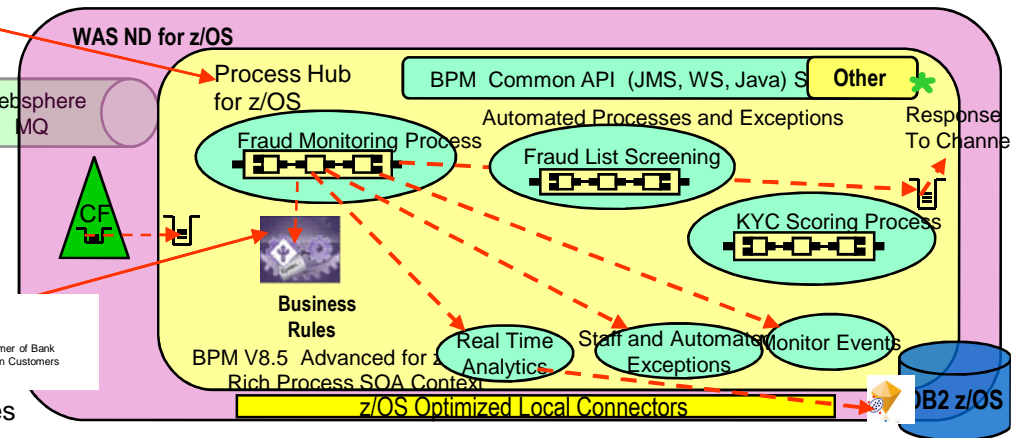 WAS ND for z/OS
Process Hub
for z/OS
BPM Common API (JMS, WS, Java) S
Other
ebsphere
MQ
Automated Processes and Exceptions
Response
To Channe
Fraud Monitoring Process
Fraud List Screening
CF
KYC Scoring Process
Business
Rules
mer of Bank
n Customers
Real Time
Analytics
Staff and Automated
Exceptions
Monitor Events
BPM V8.5 Advanced for z
Rich Process SOA Context
z/OS Optimized Local Connectors
DB2 z/OS
es